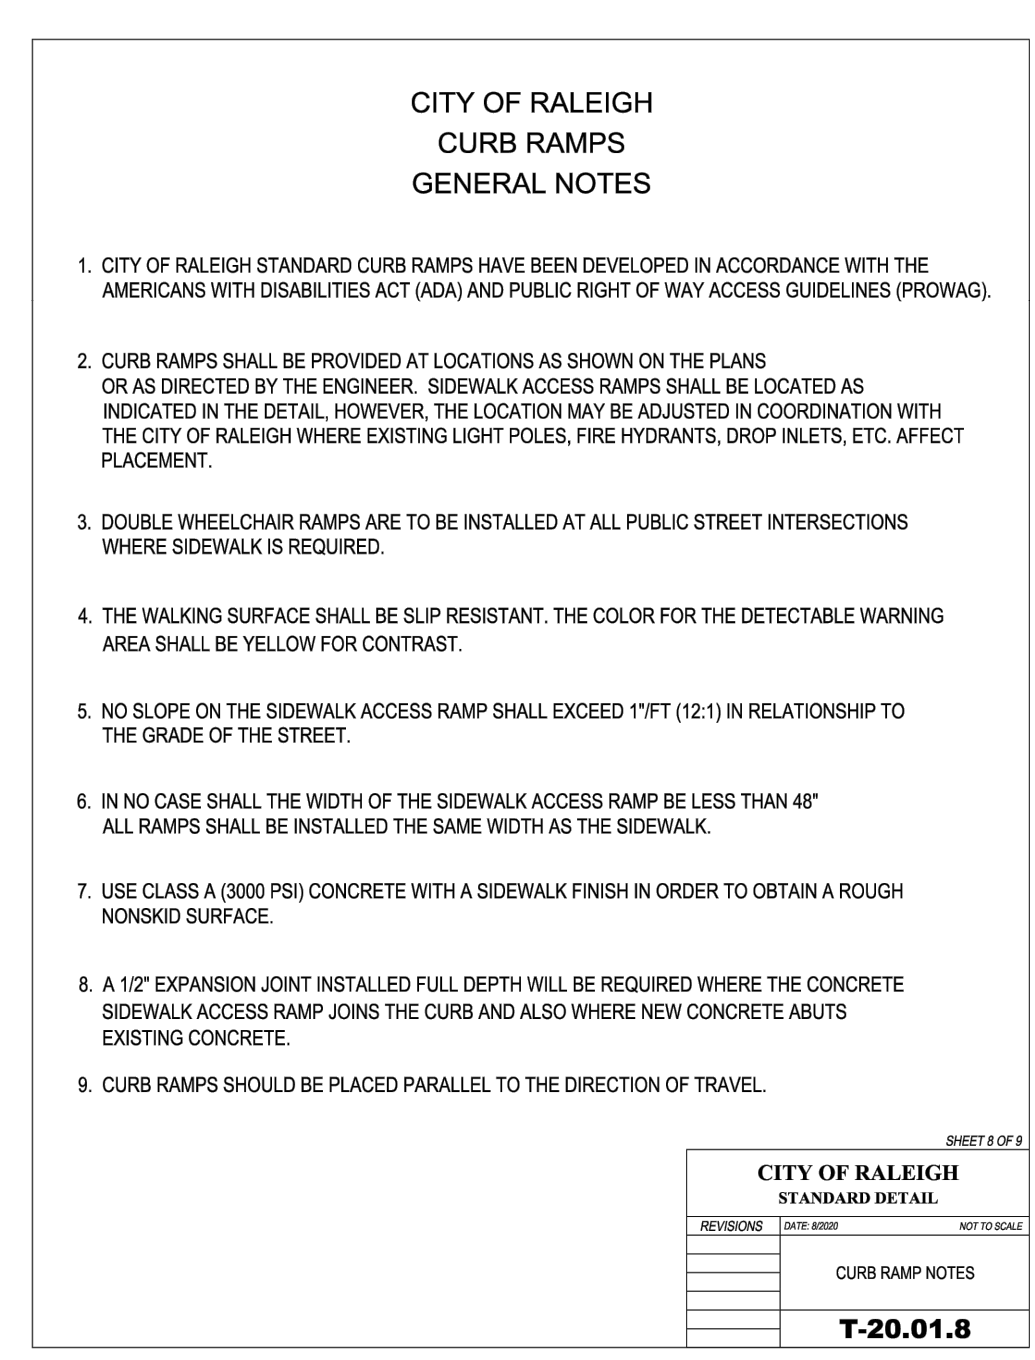 CITY OF RALEIGH
CURB RAMPS
GENERAL NOTES
1. CITY OF RALEIGH STANDARD CURB RAMPS HAVE BEEN DEVELOPED IN ACCORDANCE WITH THE
AMERICANS WITH DISABILITIES ACT (ADA) AND PUBLIC RIGHT OF WAY ACCESS GUIDELINES (PROWAG).
2. CURB RAMPS SHALL BE PROVIDED AT LOCATIONS AS SHOWN ON THE PLANS
OR AS DIRECTED BY THE ENGINEER. SIDEWALK ACCESS RAMPS SHALL BE LOCATED AS
INDICATED IN THE DETAIL, HOWEVER, THE LOCATION MAY BE ADJUSTED IN COORDINATION WITH
THE CITY OF RALEIGH WHERE EXISTING LIGHT POLES, FIRE HYDRANTS, DROP INLETS, ETC. AFFECT
PLACEMENT.
3. DOUBLE WHEELCHAIR RAMPS ARE TO BE INSTALLED AT ALL PUBLIC STREET INTERSECTIONS
WHERE SIDEWALK IS REQUIRED.
4. THE WALKING SURFACE SHALL BE SLIP RESISTANT. THE COLOR FOR THE DETECTABLE WARNING
AREA SHALL BE YELLOW FOR CONTRAST.
5. NO SLOPE ON THE SIDEWALK ACCESS RAMP SHALL EXCEED 1"/FT (12:1) IN RELATIONSHIP TO
THE GRADE OF THE STREET.
6. IN NO CASE SHALL THE WIDTH OF THE SIDEWALK ACCESS RAMP BE LESS THAN 48"
ALL RAMPS SHALL BE INSTALLED THE SAME WIDTH AS THE SIDEWALK.
7. USE CLASS A (3000 PSI) CONCRETE WITH A SIDEWALK FINISH IN ORDER TO OBTAIN A ROUGH
NONSKID SURFACE.
8. A 1/2" EXPANSION JOINT INSTALLED FULL DEPTH WILL BE REQUIRED WHERE THE CONCRETE
SIDEWALK ACCESS RAMP JOINS THE CURB AND ALSO WHERE NEW CONCRETE ABUTS
EXISTING CONCRETE.
9. CURB RAMPS SHOULD BE PLACED PARALLEL TO THE DIRECTION OF TRAVEL.
SHEET 8 OF 9
CITY OF RALEIGH
STANDARD DETAIL
REVISIONS DATE: 8/2020 NOT TO SCALE
CURB RAMP NOTES
T-20.01.8